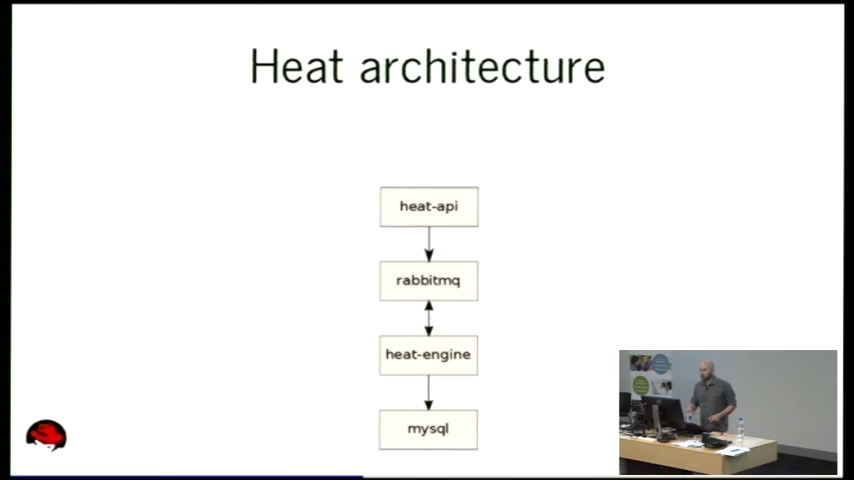 Heat architecture
heat-api
rabbitmq
heat-engine
mysql